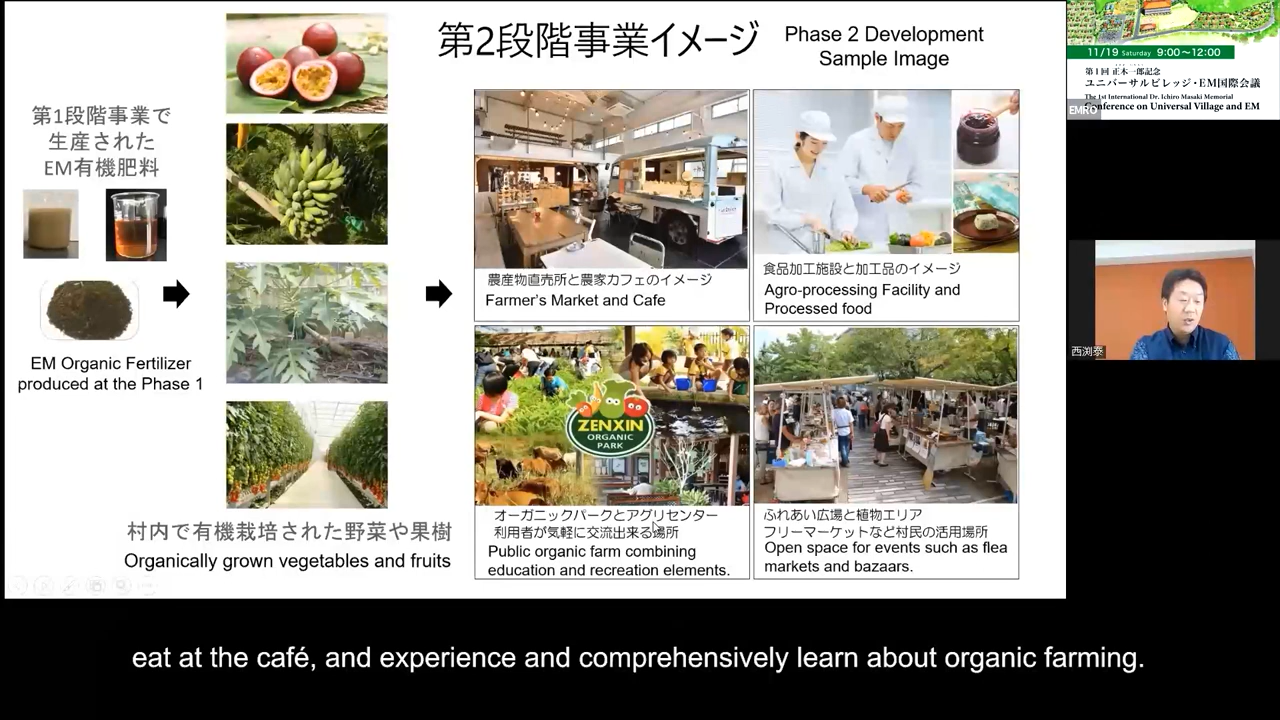 第2段階事業イメージ
Phase 2 Development
Sample Image
第1段階事業で
生産された
EM有機肥料
EM Organic Fertilizer
produced at the Phase 1
村内で有機栽培された野菜や果樹
Organically grown vegetables and fruits
農産物直売所と農家カフェのイメージ
Farmer's Market and Cafe
食品加工施設と加工品のイメージ
Agro-processing Facility and
Processed food
ZENXIN
ORGANIC
PARK
オーガニックパークとアグリセンター
利用者が気軽に交流出来る場所
Public organic farm combining
education and recreation elements.
ふれあい広場と植物エリア
フリーマーケットなど村民の活用場所
Open space for events such as flea
markets and bazaars.
11/19 Saturday 9:00～12:00
第1回 正木一郎記念
ユニバーサルビレッジ・EM国際会議
The 1st International Dr. Ichiro Masaki Memorial
Conference on Universal Village and EM
EMRO
西渕泰
eat at the café, and experience and comprehensively learn about organic farming.